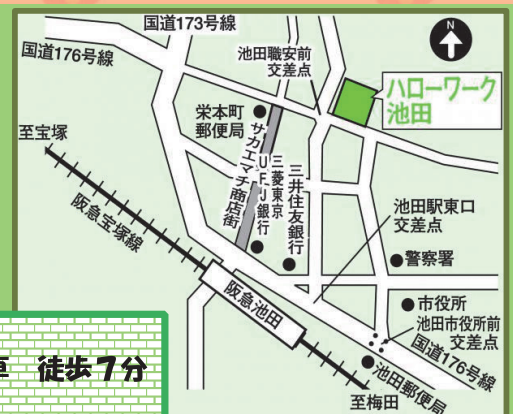 国道173号線
国道176号線
N
池田職安前
交差点
ハローワーク
池田
栄本町
郵便局
至宝塚
サカエマチ商店街
三菱東京
UFJ銀行
三井住友銀行
阪急宝塚線
池田駅東口
交差点
警察署
阪急池田
市役所
池田市役所前
交差点
国道176号線
池田郵便局
至梅田
徒歩7分